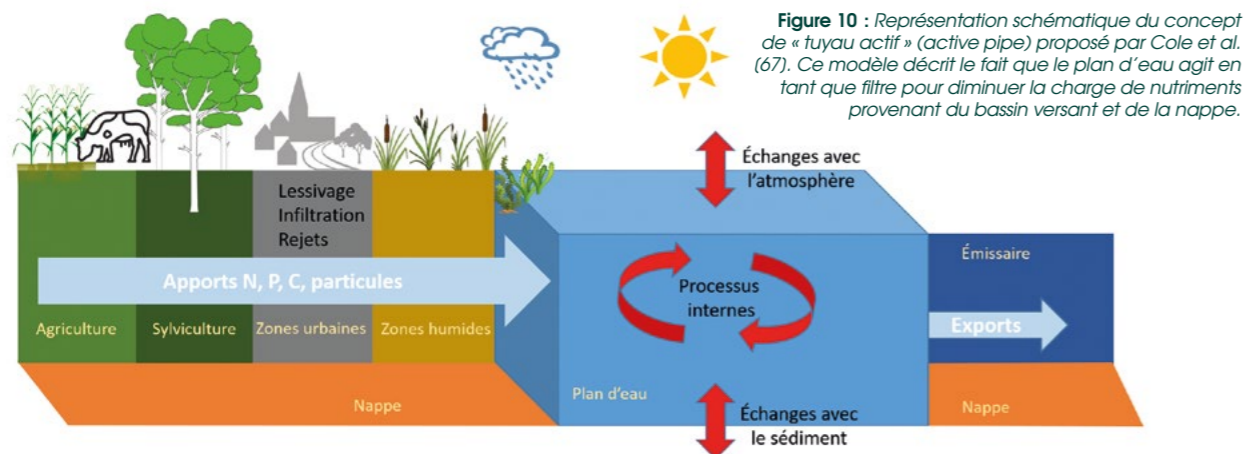 Figure 10 : Représentation schématique du concept
de « tuyau actif » (active pipe) proposé par Cole et al.
(67). Ce modèle décrit le fait que le plan d'eau agit en
tant que filtre pour diminuer la charge de nutriments
provenant du bassin versant et de la nappe.
Échanges avec
l'atmosphère
Lessivage
Infiltration
Rejets
Apports N, P, C, particules
Agriculture
Sylviculture
Zones urbaines
Zones humides
Processus
internes
Émissaire
Exports
Plan d'eau
Nappe
Échanges avec
le sédiment
Nappe